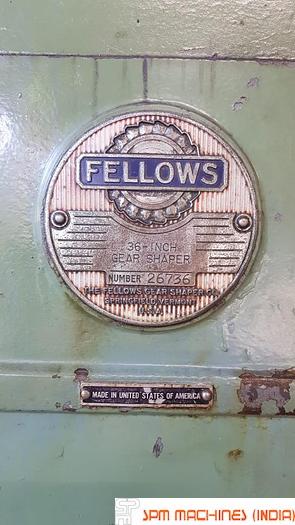 FELLOWS
36-INCH
GEAR SHAPER
NUMBER 26736
THE FELLOWS GEAR SHAPER CO.
SPRINGFIELD, VERMONT
U.S.A.
MADE IN UNITED STATES OF AMERICA
SPM MACHINES (INDIA)